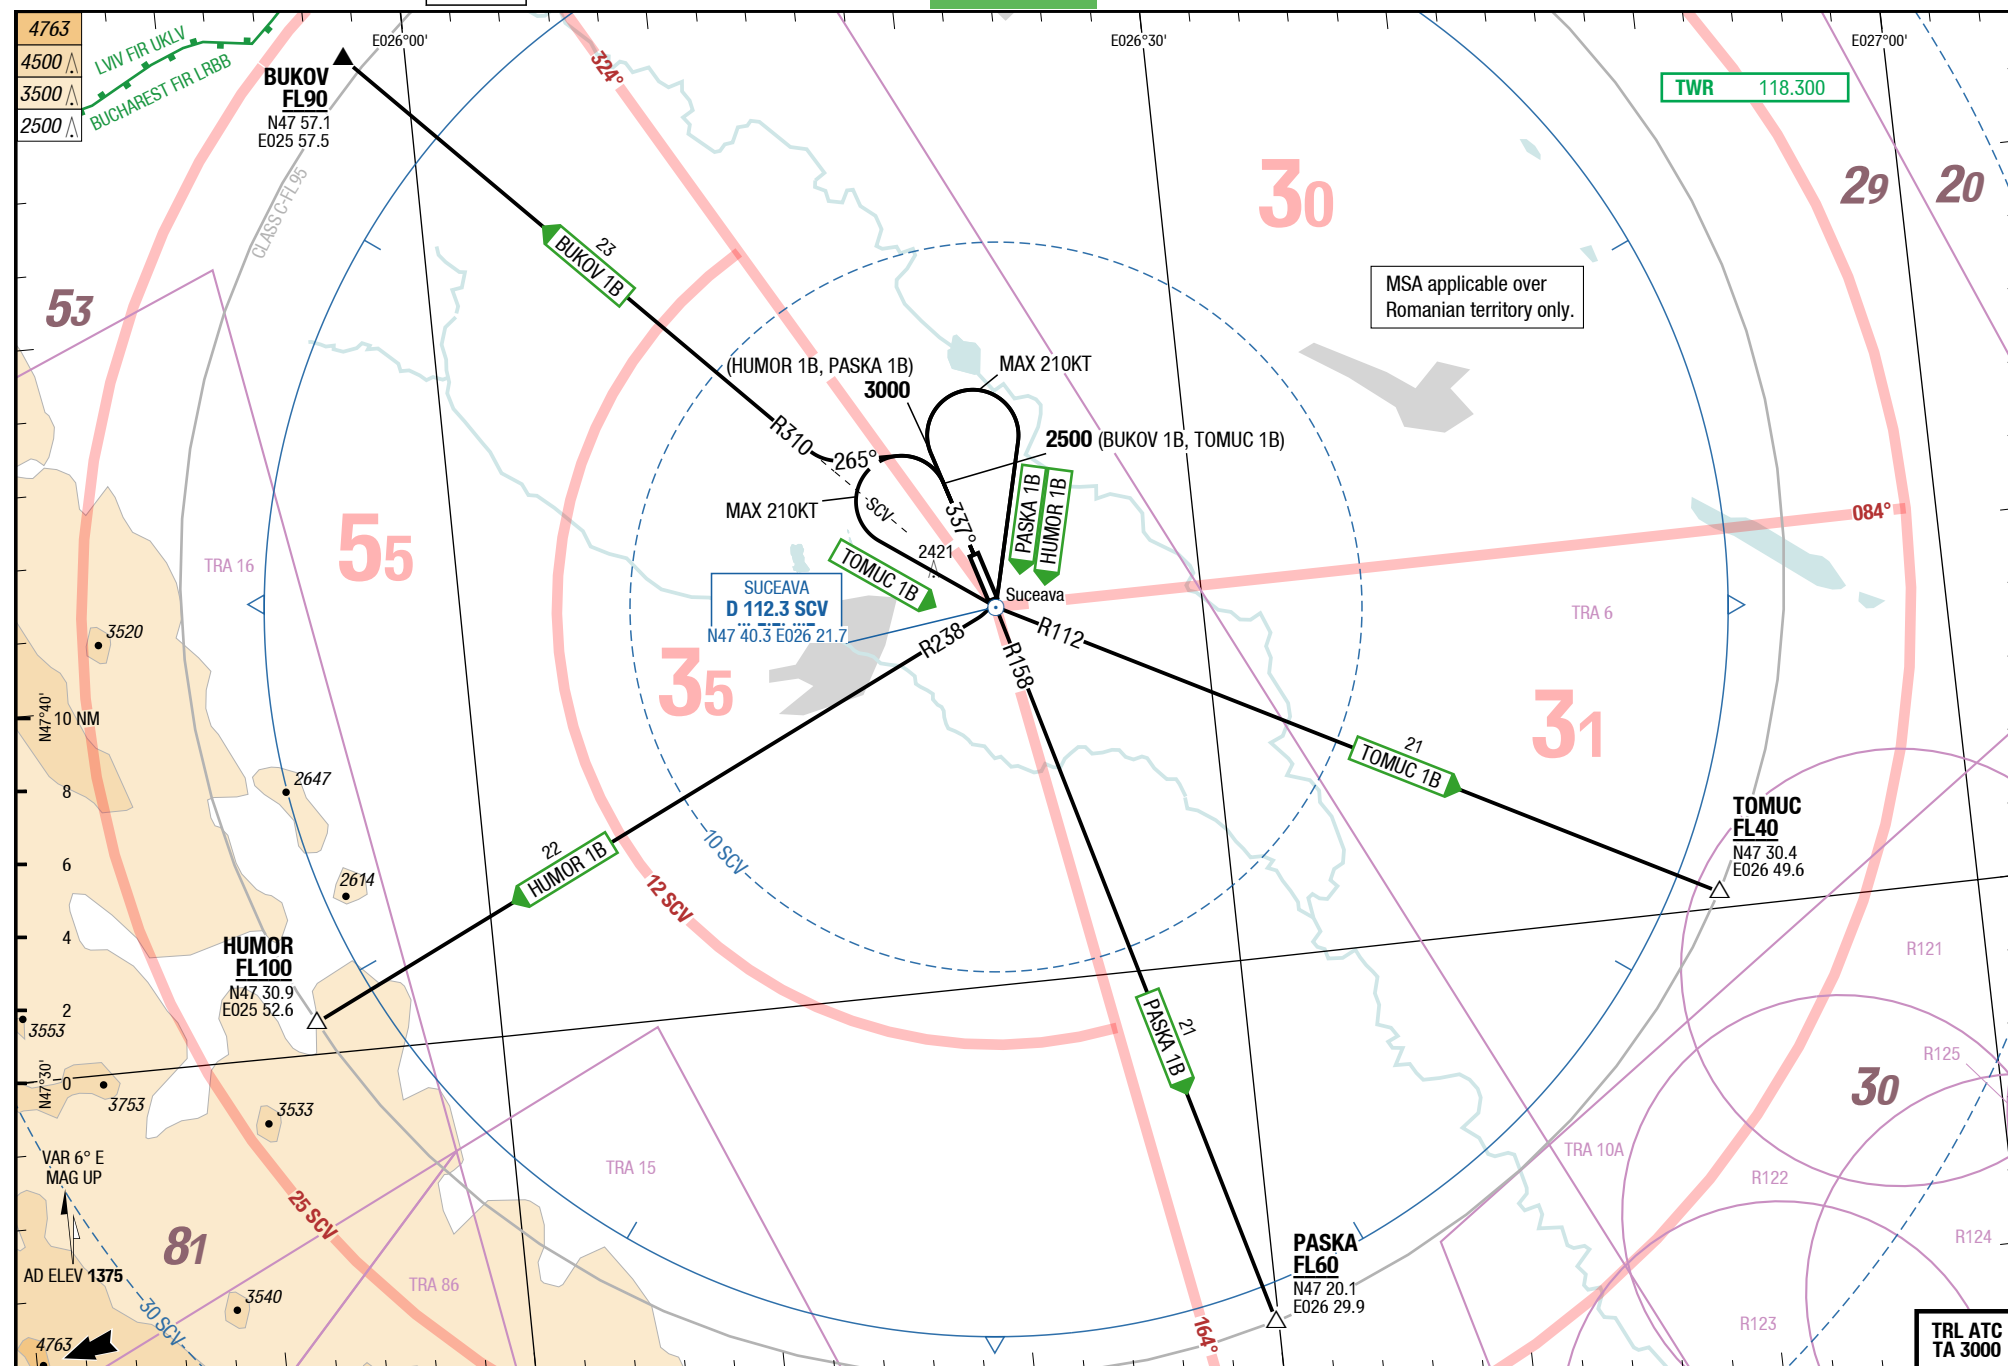 4763
4500
3500
2500
LVIV FIR UKLV
BUCHAREST FIR LRBB
E026°00'
E026°30'
E027°00'
BUKOV
FL90
N47 57.1
E025 57.5
CLASS C-FL95
324°
TWR 118.300
30
29
20
53
23
BUKOV 1B
MSA applicable over
Romanian territory only.
(HUMOR 1B, PASKA 1B)
3000
MAX 210KT
2500 (BUKOV 1B, TOMUC 1B)
R310
265°
SCV
MAX 210KT
337°
PASKA 1B
HUMOR 1B
084°
55
TRA 16
2421
TOMUC 1B
Suceava
SUCEAVA
D 112.3 SCV
N47 40.3 E026 21.7
TRA 6
3520
R238
R112
R158
35
31
N47°40'
10 NM
8
6
4
2
0
N47°30'
2647
2614
10 SCV
12 SCV
21
TOMUC 1B
TOMUC
FL40
N47 30.4
E026 49.6
22
HUMOR 1B
HUMOR
FL100
N47 30.9
E025 52.6
R121
3553
3753
3533
21
PASKA 1B
R125
30
VAR 6° E
MAG UP
TRA 15
TRA 10A
R122
25 SCV
81
R124
AD ELEV 1375
TRA 86
PASKA
FL60
N47 20.1
E026 29.9
3540
30 SCV
164°
R123
4763
TRL ATC
TA 3000